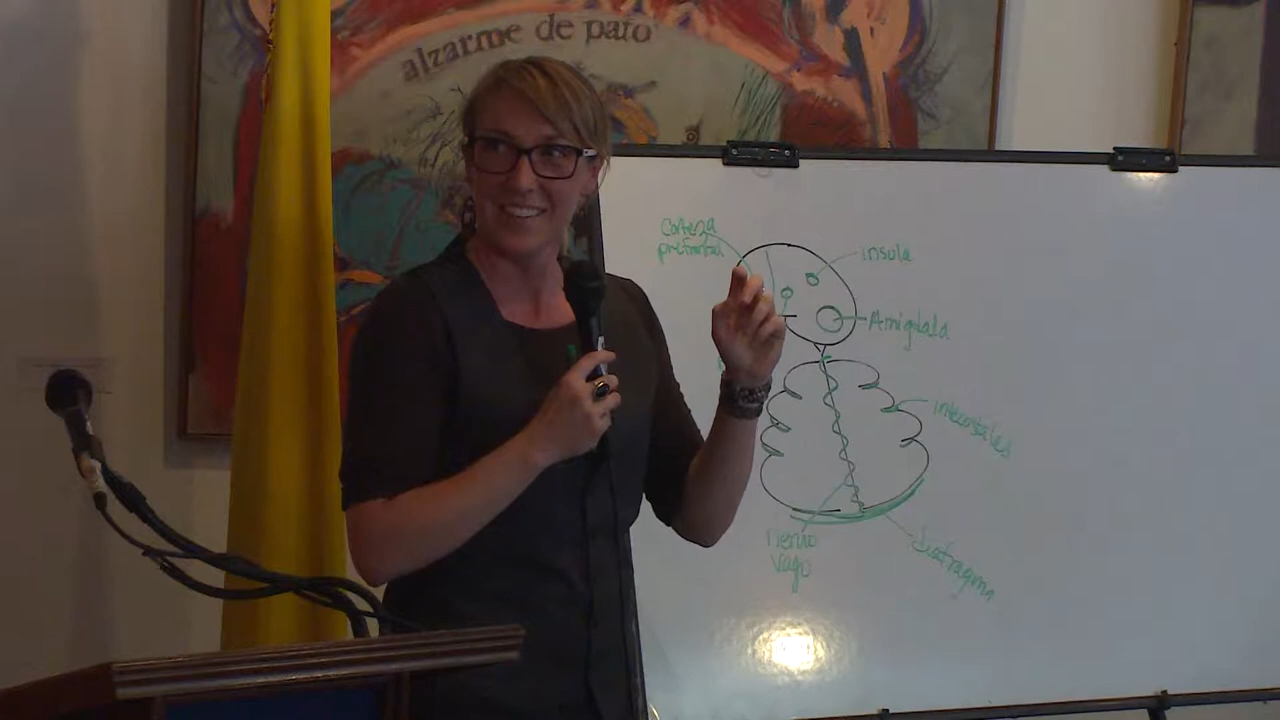 alzarme de pato
Corteza
prefrontal
insula
Amigdala
intercostales
nervio
vago
diafragma